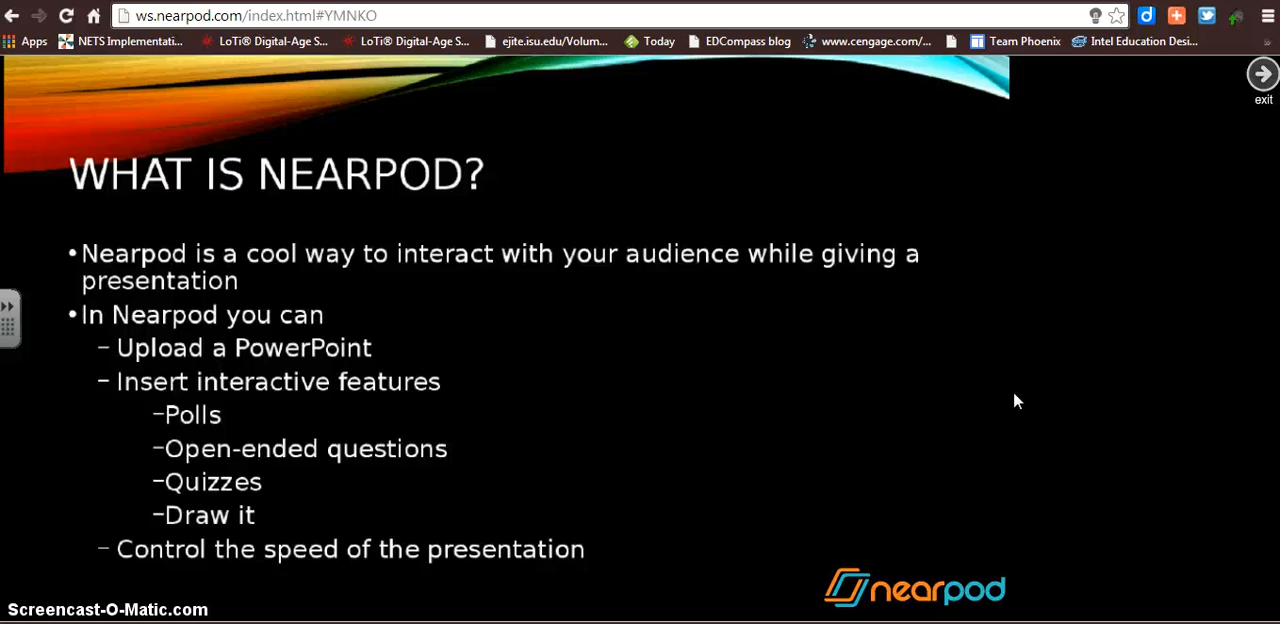 ws.nearpod.com/index.html#YMNKO
Apps NETS Implementati... LoTi® Digital-Age S... LoTi® Digital-Age S... ejite.isu.edu/Volum... Today EDCompass blog www.cengage.com/... Team Phoenix Intel Education Desi... »
exit
WHAT IS NEARPOD?
•Nearpod is a cool way to interact with your audience while giving a
presentation
•In Nearpod you can
– Upload a PowerPoint
– Insert interactive features
–Polls
–Open-ended questions
–Quizzes
–Draw it
– Control the speed of the presentation
nearpod
Screencast-O-Matic.com